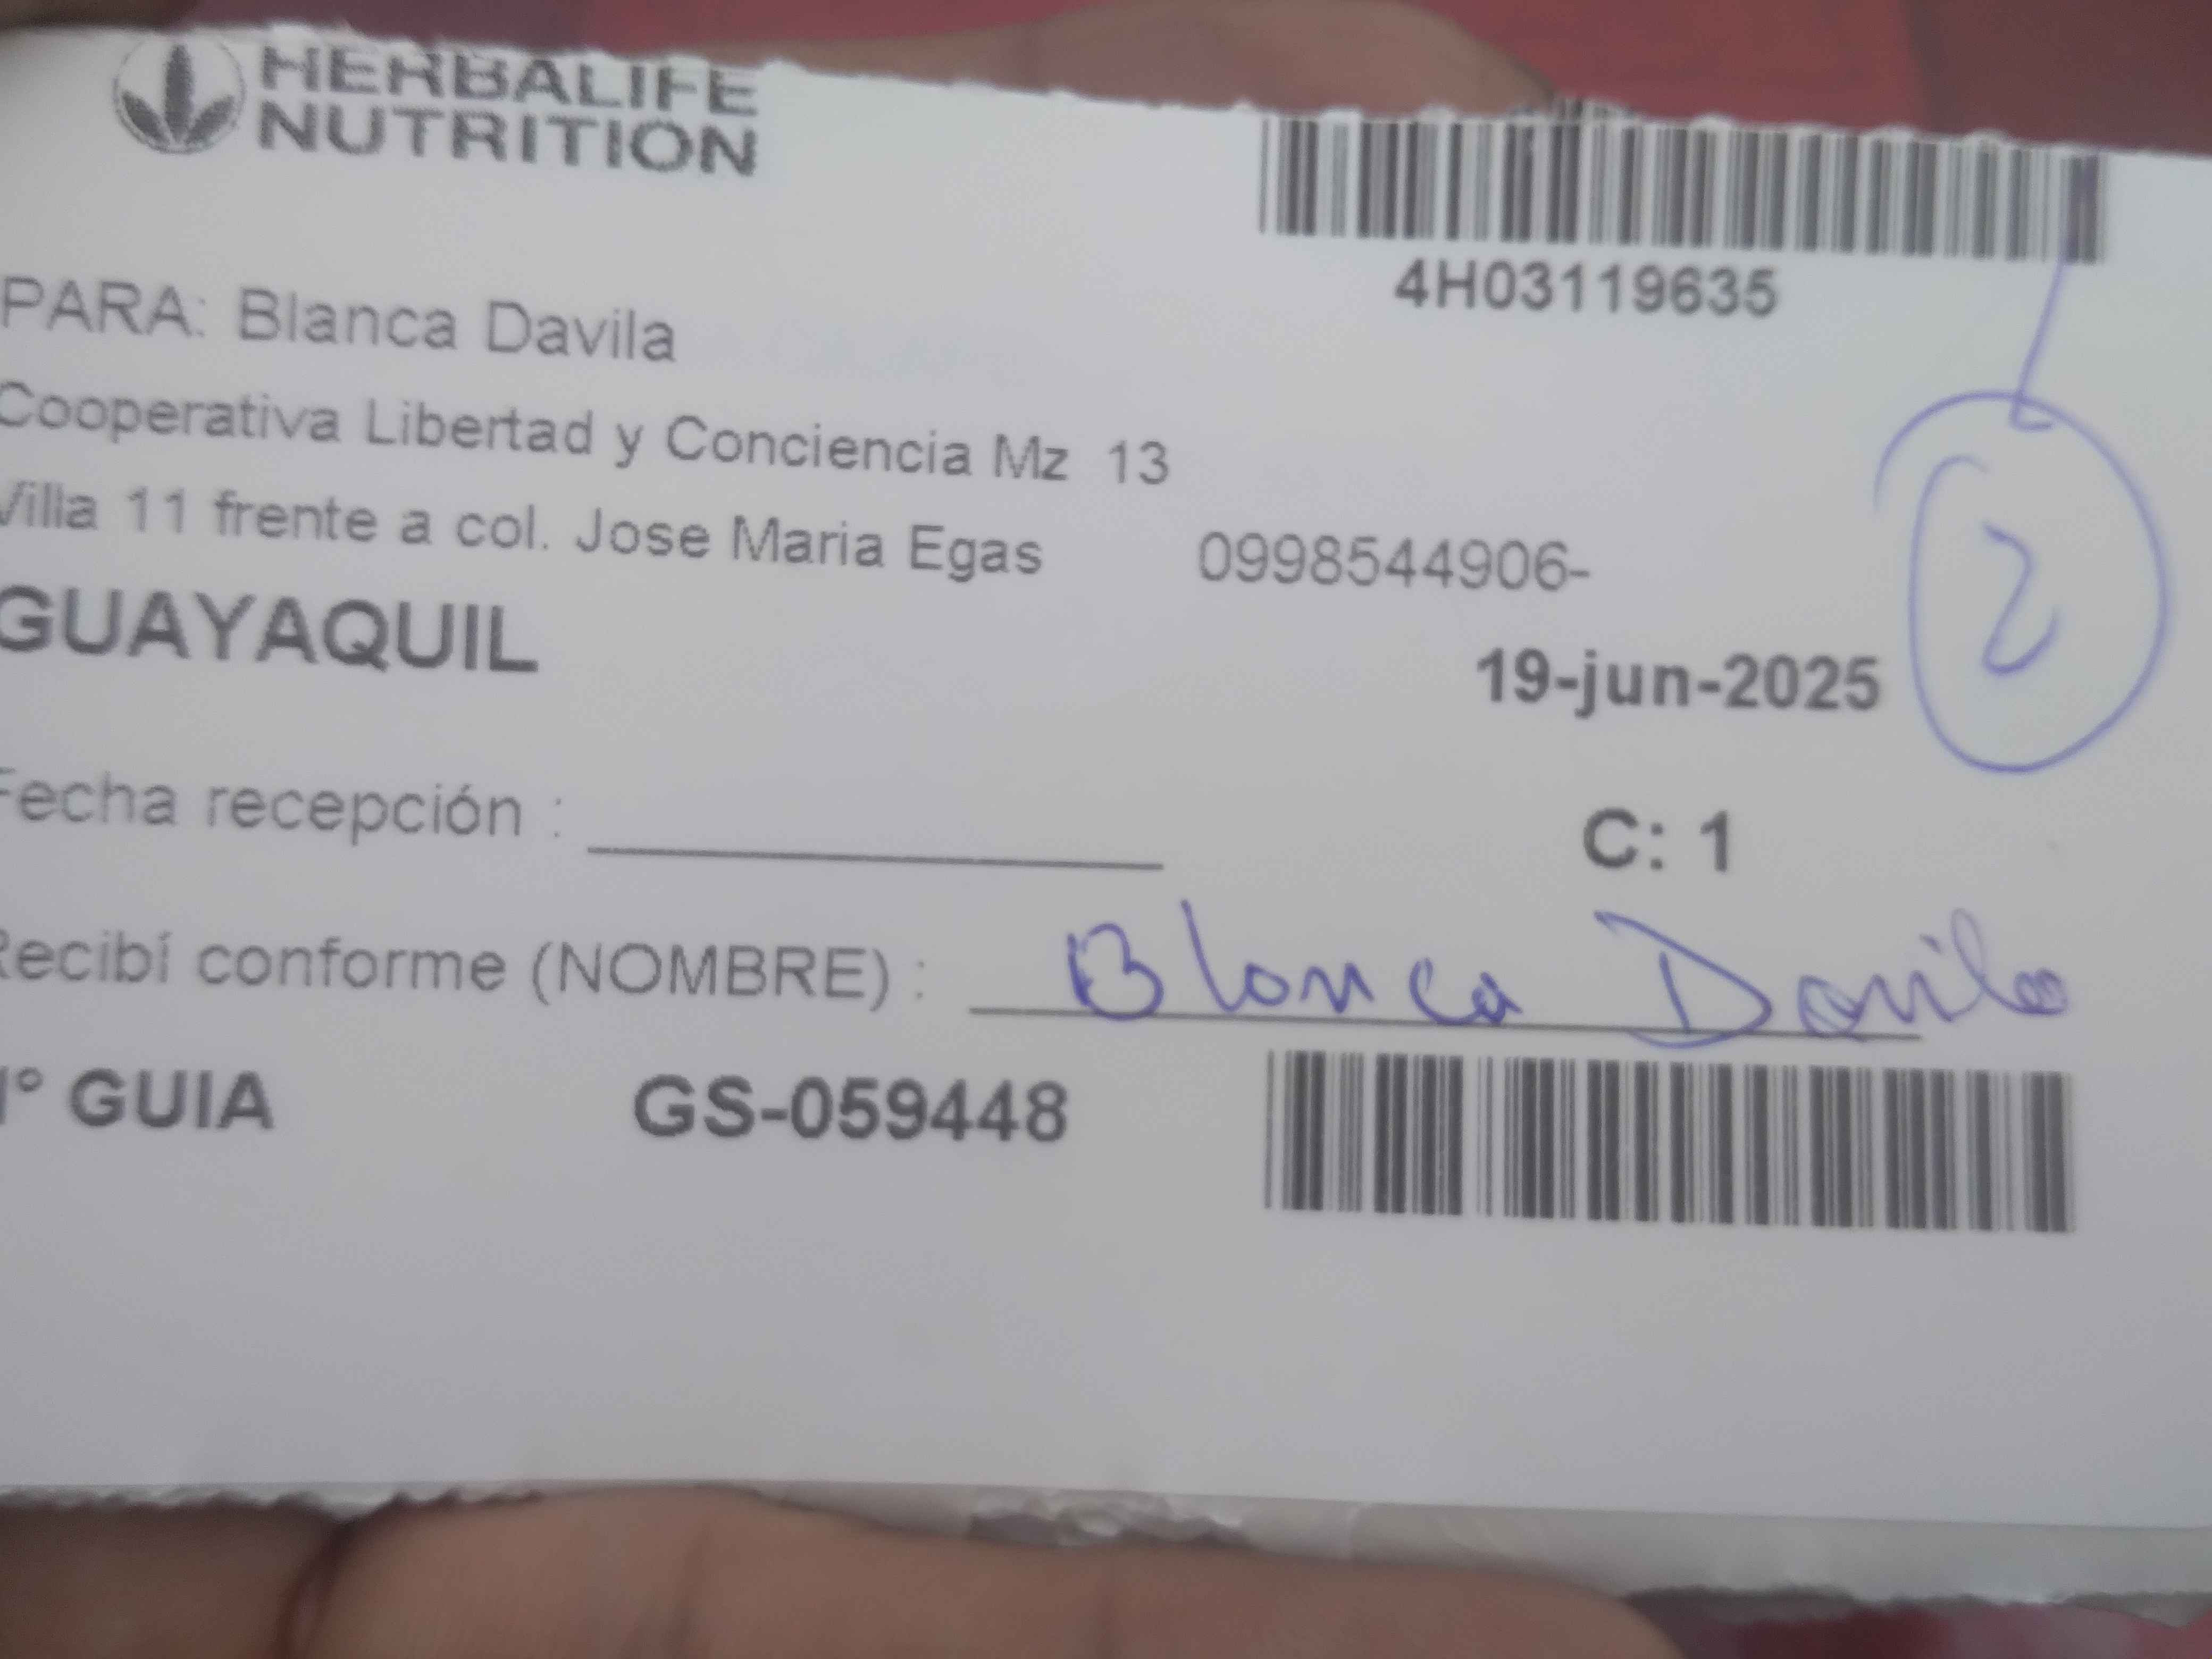 HERBALIFE
NUTRITION
4H03119635
PARA: Blanca Davila
Cooperativa Libertad y Conciencia Mz 13
Villa 11 frente a col. Jose Maria Egas 0998544906-
GUAYAQUIL
19-jun-2025
2
Fecha recepción :
C: 1
Recibí conforme (NOMBRE) : Blanca Davila
N° GUIA GS-059448